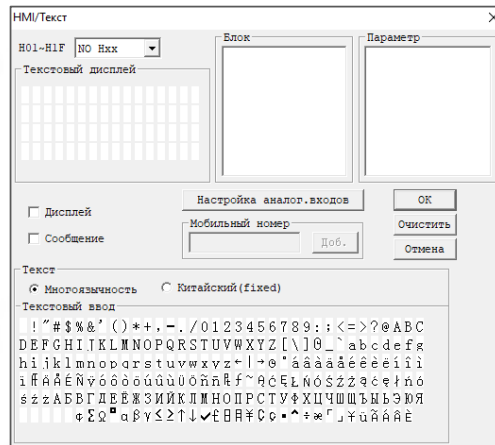 HMI/Текст
H01~H1F NO Hxx
Блок
Параметр
Текстовый дисплей
Настройка аналог.входов
OK
Дисплей
Мобильный номер
Очистить
Сообщение
Доб.
Отмена
Текст
Многоязычность
Китайский(fixed)
Текстовый ввод
!"#$%&'()*+,-./0123456789:;<=>?@ABC
DEFGHIJKLMNOPQRSTUVWXYZ[\]θ_`abcdefg
hijklmnopqrstuvwxyz
АБВГДЕЁЖЗИЙКЛМНОПРСТУФХЦЧШЩЪЫЬЭЮЯ